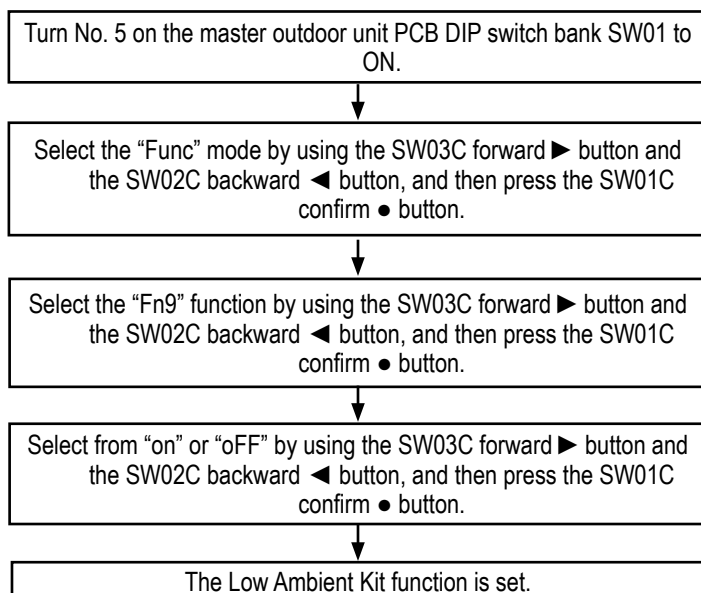 Turn No. 5 on the master outdoor unit PCB DIP switch bank SW01 to
ON.
Select the “Func” mode by using the SW03C forward ► button and
the SW02C backward ◄ button, and then press the SW01C
confirm ● button.
Select the “Fn9” function by using the SW03C forward ► button and
the SW02C backward ◄ button, and then press the SW01C
confirm ● button.
Select from “on” or “oFF” by using the SW03C forward ► button and
the SW02C backward ◄ button, and then press the SW01C
confirm ● button.
The Low Ambient Kit function is set.